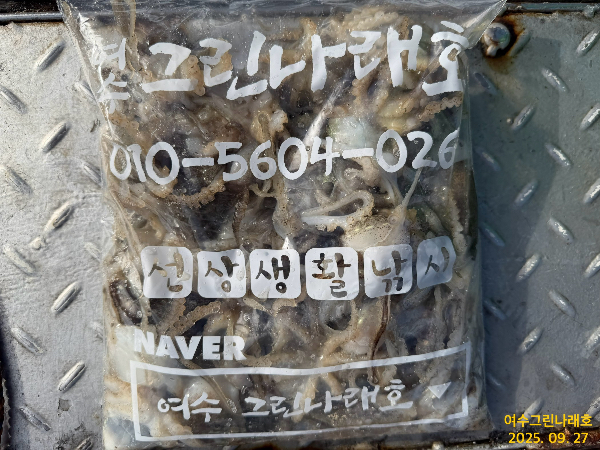 그린나래호
010-5604-026
선상생활낚시
NAVER
여수 그린나래호
여수그린나래호
2025. 09. 27